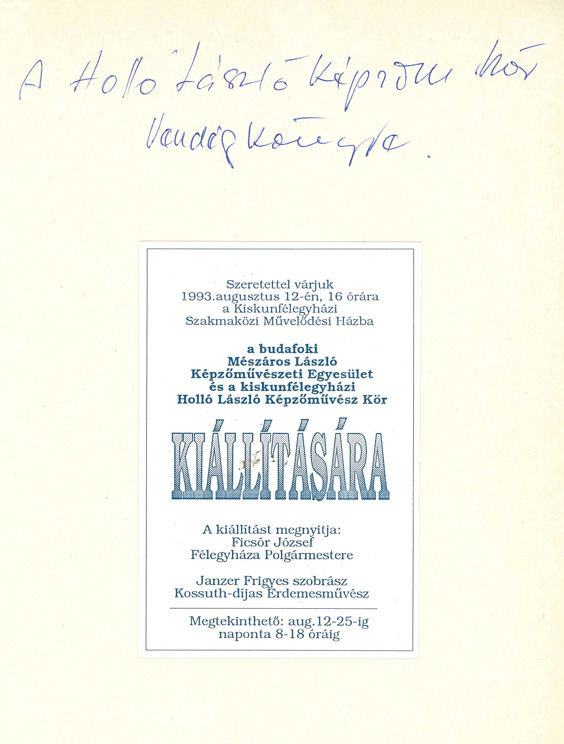 A Holló László Képzőm. Kör
Vendégkönyve.
Szeretettel várjuk
1993.augusztus 12-én, 16 órára
a Kiskunfélegyházi
Szakmaközi Művelődési Házba
a budafoki
Mészáros László
Képzőművészeti Egyesület
és a kiskunfélegyházi
Holló László Képzőművész Kör
KIÁLLÍTÁSÁRA
A kiállítást megnyitja:
Ficsór József
Félegyháza Polgármestere
Janzer Frigyes szobrász
Kossuth-díjas Érdemesművész
Megtekinthető: aug.12-25-ig
naponta 8-18 óráig